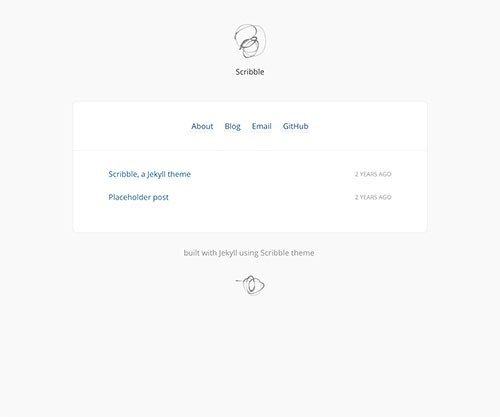 Scribble
About Blog Email GitHub
Scribble, a Jekyll theme 2 YEARS AGO
Placeholder post 2 YEARS AGO
built with Jekyll using Scribble theme